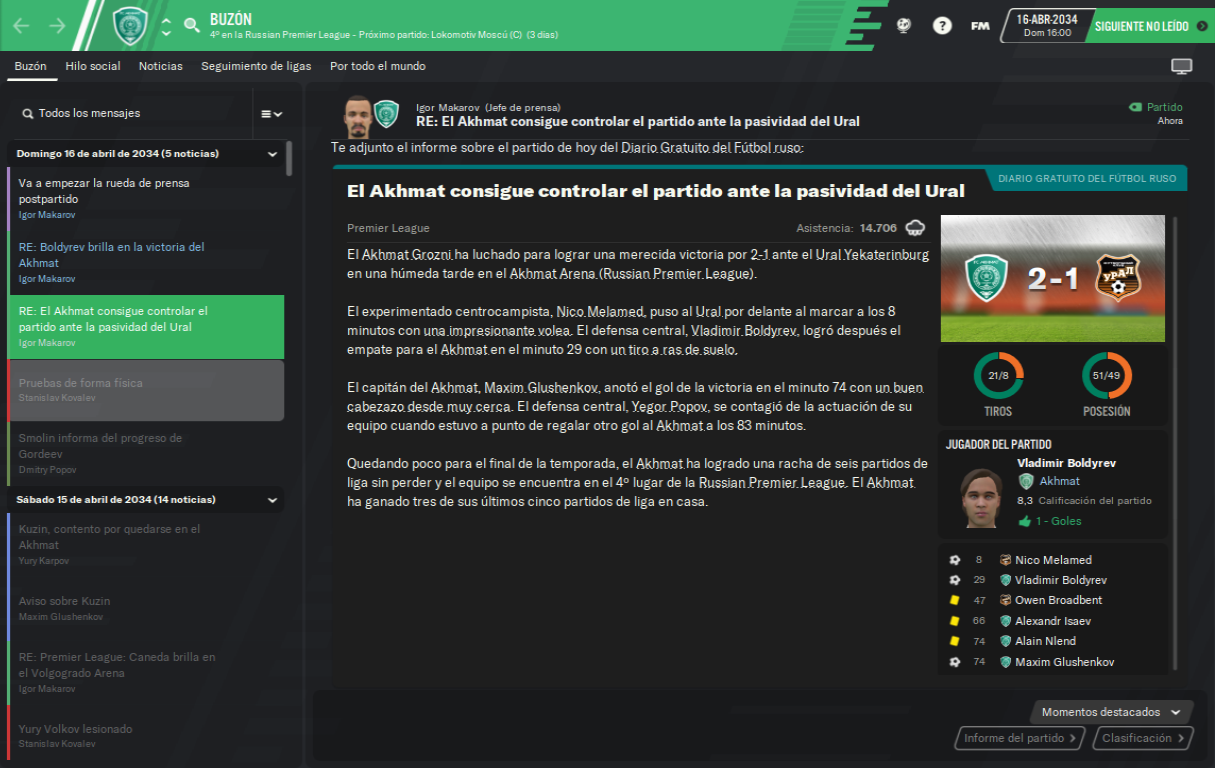 BUZÓN
4º en la Russian Premier League - Próximo partido: Lokomotiv Moscú (C) (3 días)
?
FM
16-ABR-2034
Dom 16:00
SIGUIENTE NO LEÍDO
Buzón
Hilo social
Noticias
Seguimiento de ligas
Por todo el mundo
Todos los mensajes
Domingo 16 de abril de 2034 (5 noticias)
Va a empezar la rueda de prensa
postpartido
Igor Makarov
RE: Boldyrev brilla en la victoria del
Akhmat
Igor Makarov
RE: El Akhmat consigue controlar el
partido ante la pasividad del Ural
Igor Makarov
Pruebas de forma física
Stanislav Kovalev
Smolin informa del progreso de
Gordeev
Dmitry Popov
Sábado 15 de abril de 2034 (14 noticias)
Kuzin, contento por quedarse en el
Akhmat
Yury Karpov
Aviso sobre Kuzin
Maxim Glushenkov
RE: Premier League: Caneda brilla en
el Volgogrado Arena
Igor Makarov
Yury Volkov lesionado
Stanislav Kovalev
Igor Makarov (Jefe de prensa)
RE: El Akhmat consigue controlar el partido ante la pasividad del Ural
Partido
Ahora
Te adjunto el informe sobre el partido de hoy del Diario Gratuito del Fútbol ruso:
DIARIO GRATUITO DEL FÚTBOL RUSO
El Akhmat consigue controlar el partido ante la pasividad del Ural
Premier League
Asistencia: 14.706
El Akhmat Grozni ha luchado para lograr una merecida victoria por 2-1 ante el Ural Yekaterinburg
en una húmeda tarde en el Akhmat Arena (Russian Premier League).
El experimentado centrocampista, Nico Melamed, puso al Ural por delante al marcar a los 8
minutos con una impresionante volea. El defensa central, Vladimir Boldyrev, logró después el
empate para el Akhmat en el minuto 29 con un tiro a ras de suelo.
El capitán del Akhmat, Maxim Glushenkov, anotó el gol de la victoria en el minuto 74 con un buen
cabezazo desde muy cerca. El defensa central, Yegor Popov, se contagió de la actuación de su
equipo cuando estuvo a punto de regalar otro gol al Akhmat a los 83 minutos.
Quedando poco para el final de la temporada, el Akhmat ha logrado una racha de seis partidos de
liga sin perder y el equipo se encuentra en el 4º lugar de la Russian Premier League. El Akhmat
ha ganado tres de sus últimos cinco partidos de liga en casa.
2-1
УРАЛ
21/8
TIROS
51/49
POSESIÓN
JUGADOR DEL PARTIDO
Vladimir Boldyrev
Akhmat
8,3 Calificación del partido
1 - Goles
8 Nico Melamed
29 Vladimir Boldyrev
47 Owen Broadbent
66 Alexandr Isaev
74 Alain Nlend
74 Maxim Glushenkov
Momentos destacados
Informe del partido
Clasificación